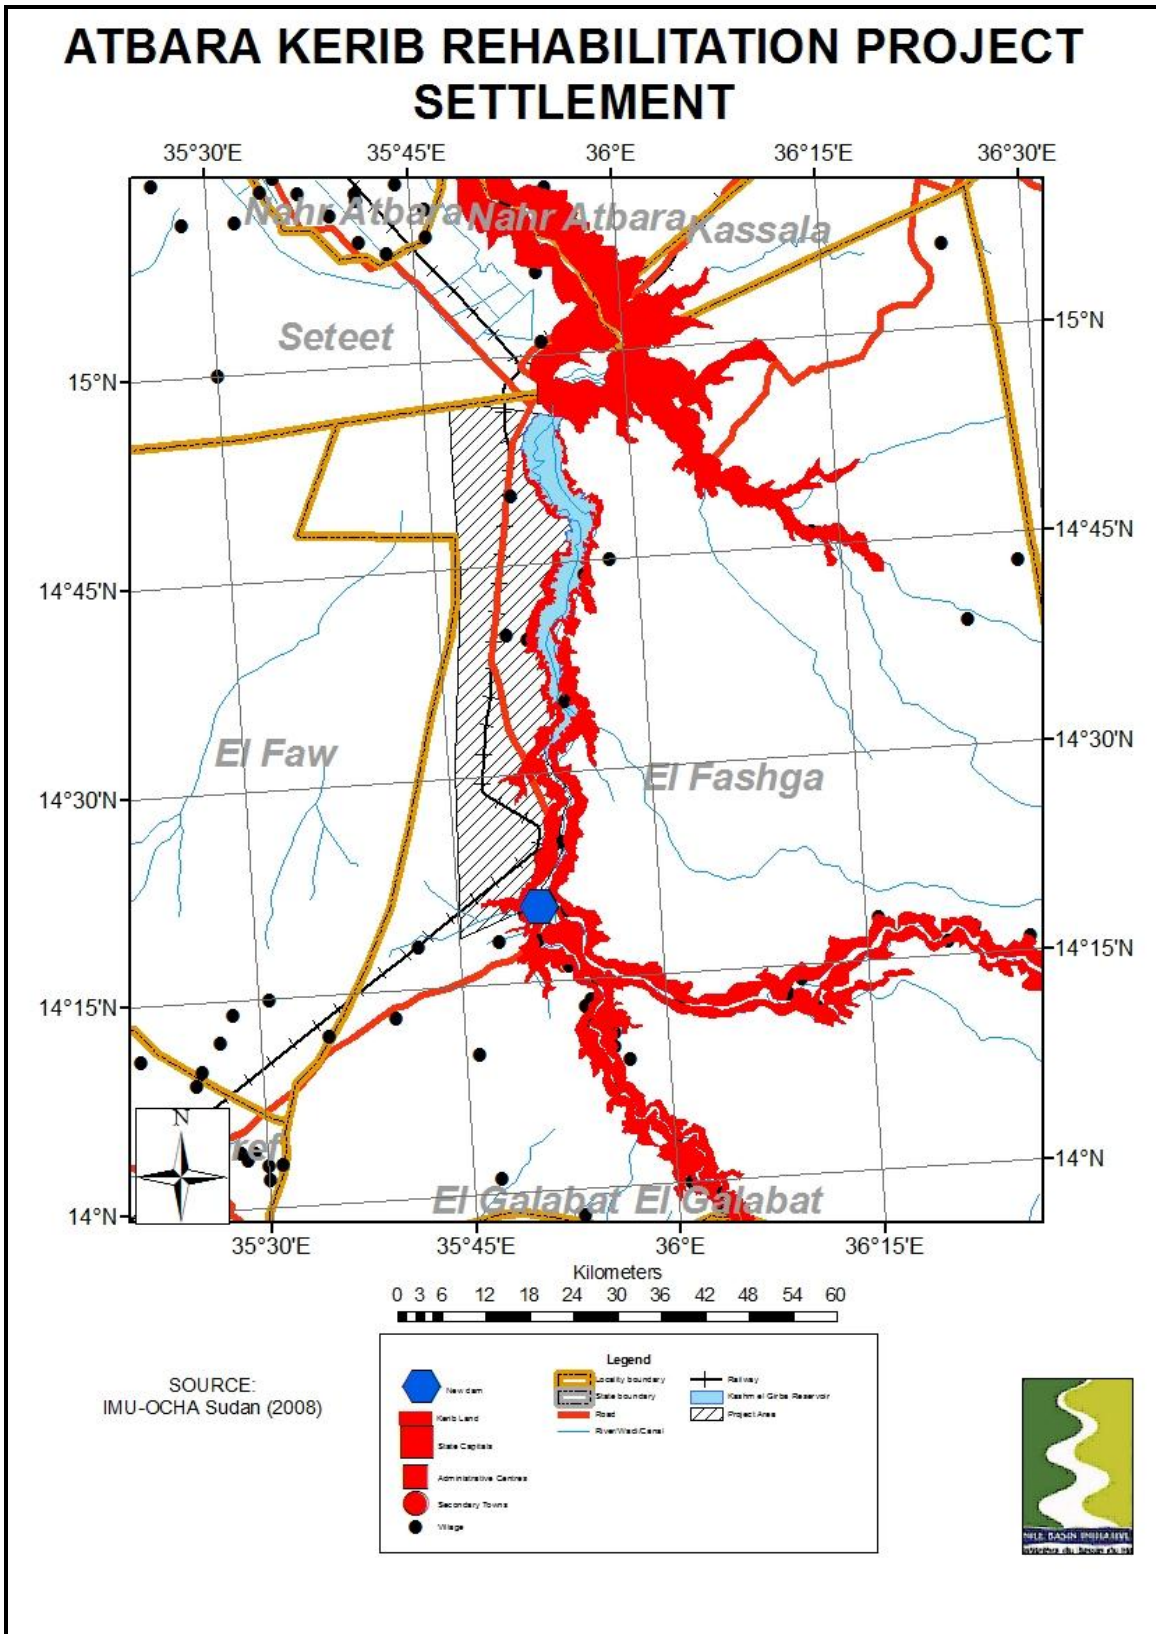 ATBARA KERIB REHABILITATION PROJECT
SETTLEMENT
35°30'E 35°45'E 36°E 36°15'E 36°30'E
Nahr Atbara Nahr Atbara Kassala
Seteet
15°N
15°N
14°45'N
14°45'N
El Faw
El Fashga
14°30'N
14°30'N
14°15'N
14°15'N
N
ref
14°N
El Galabat El Galabat
14°N
35°30'E 35°45'E 36°E 36°15'E
Kilometers
0 3 6 12 18 24 30 36 42 48 54 60
Legend
New dam
Kerib Land
State Capitals
Administrative Centres
Secondary Towns
Village
Locality boundary
State boundary
Road
River/Wadi/Canal
Railway
Kashm el Girba Reservoir
Project Area
SOURCE:
IMU-OCHA Sudan (2008)
NILE BASIN INITIATIVE